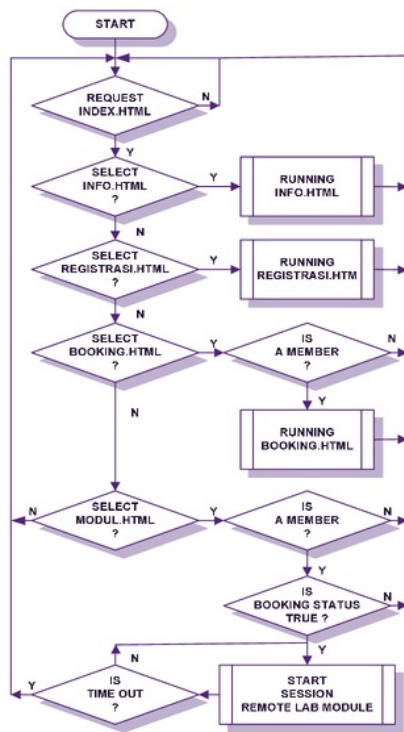 START
REQUEST
INDEX.HTML
N
Y
SELECT
INFO.HTML
?
Y
RUNNING
INFO.HTML
N
SELECT
REGISTRASI.HTML
?
Y
RUNNING
REGISTRASI.HTM
N
SELECT
BOOKING.HTML
?
Y
IS
A MEMBER
?
N
Y
N
RUNNING
BOOKING.HTML
N
SELECT
MODUL.HTML
?
Y
IS
A MEMBER
?
N
Y
IS
BOOKING STATUS
TRUE ?
N
Y
N
Y
IS
TIME OUT
?
START
SESSION
REMOTE LAB MODULE